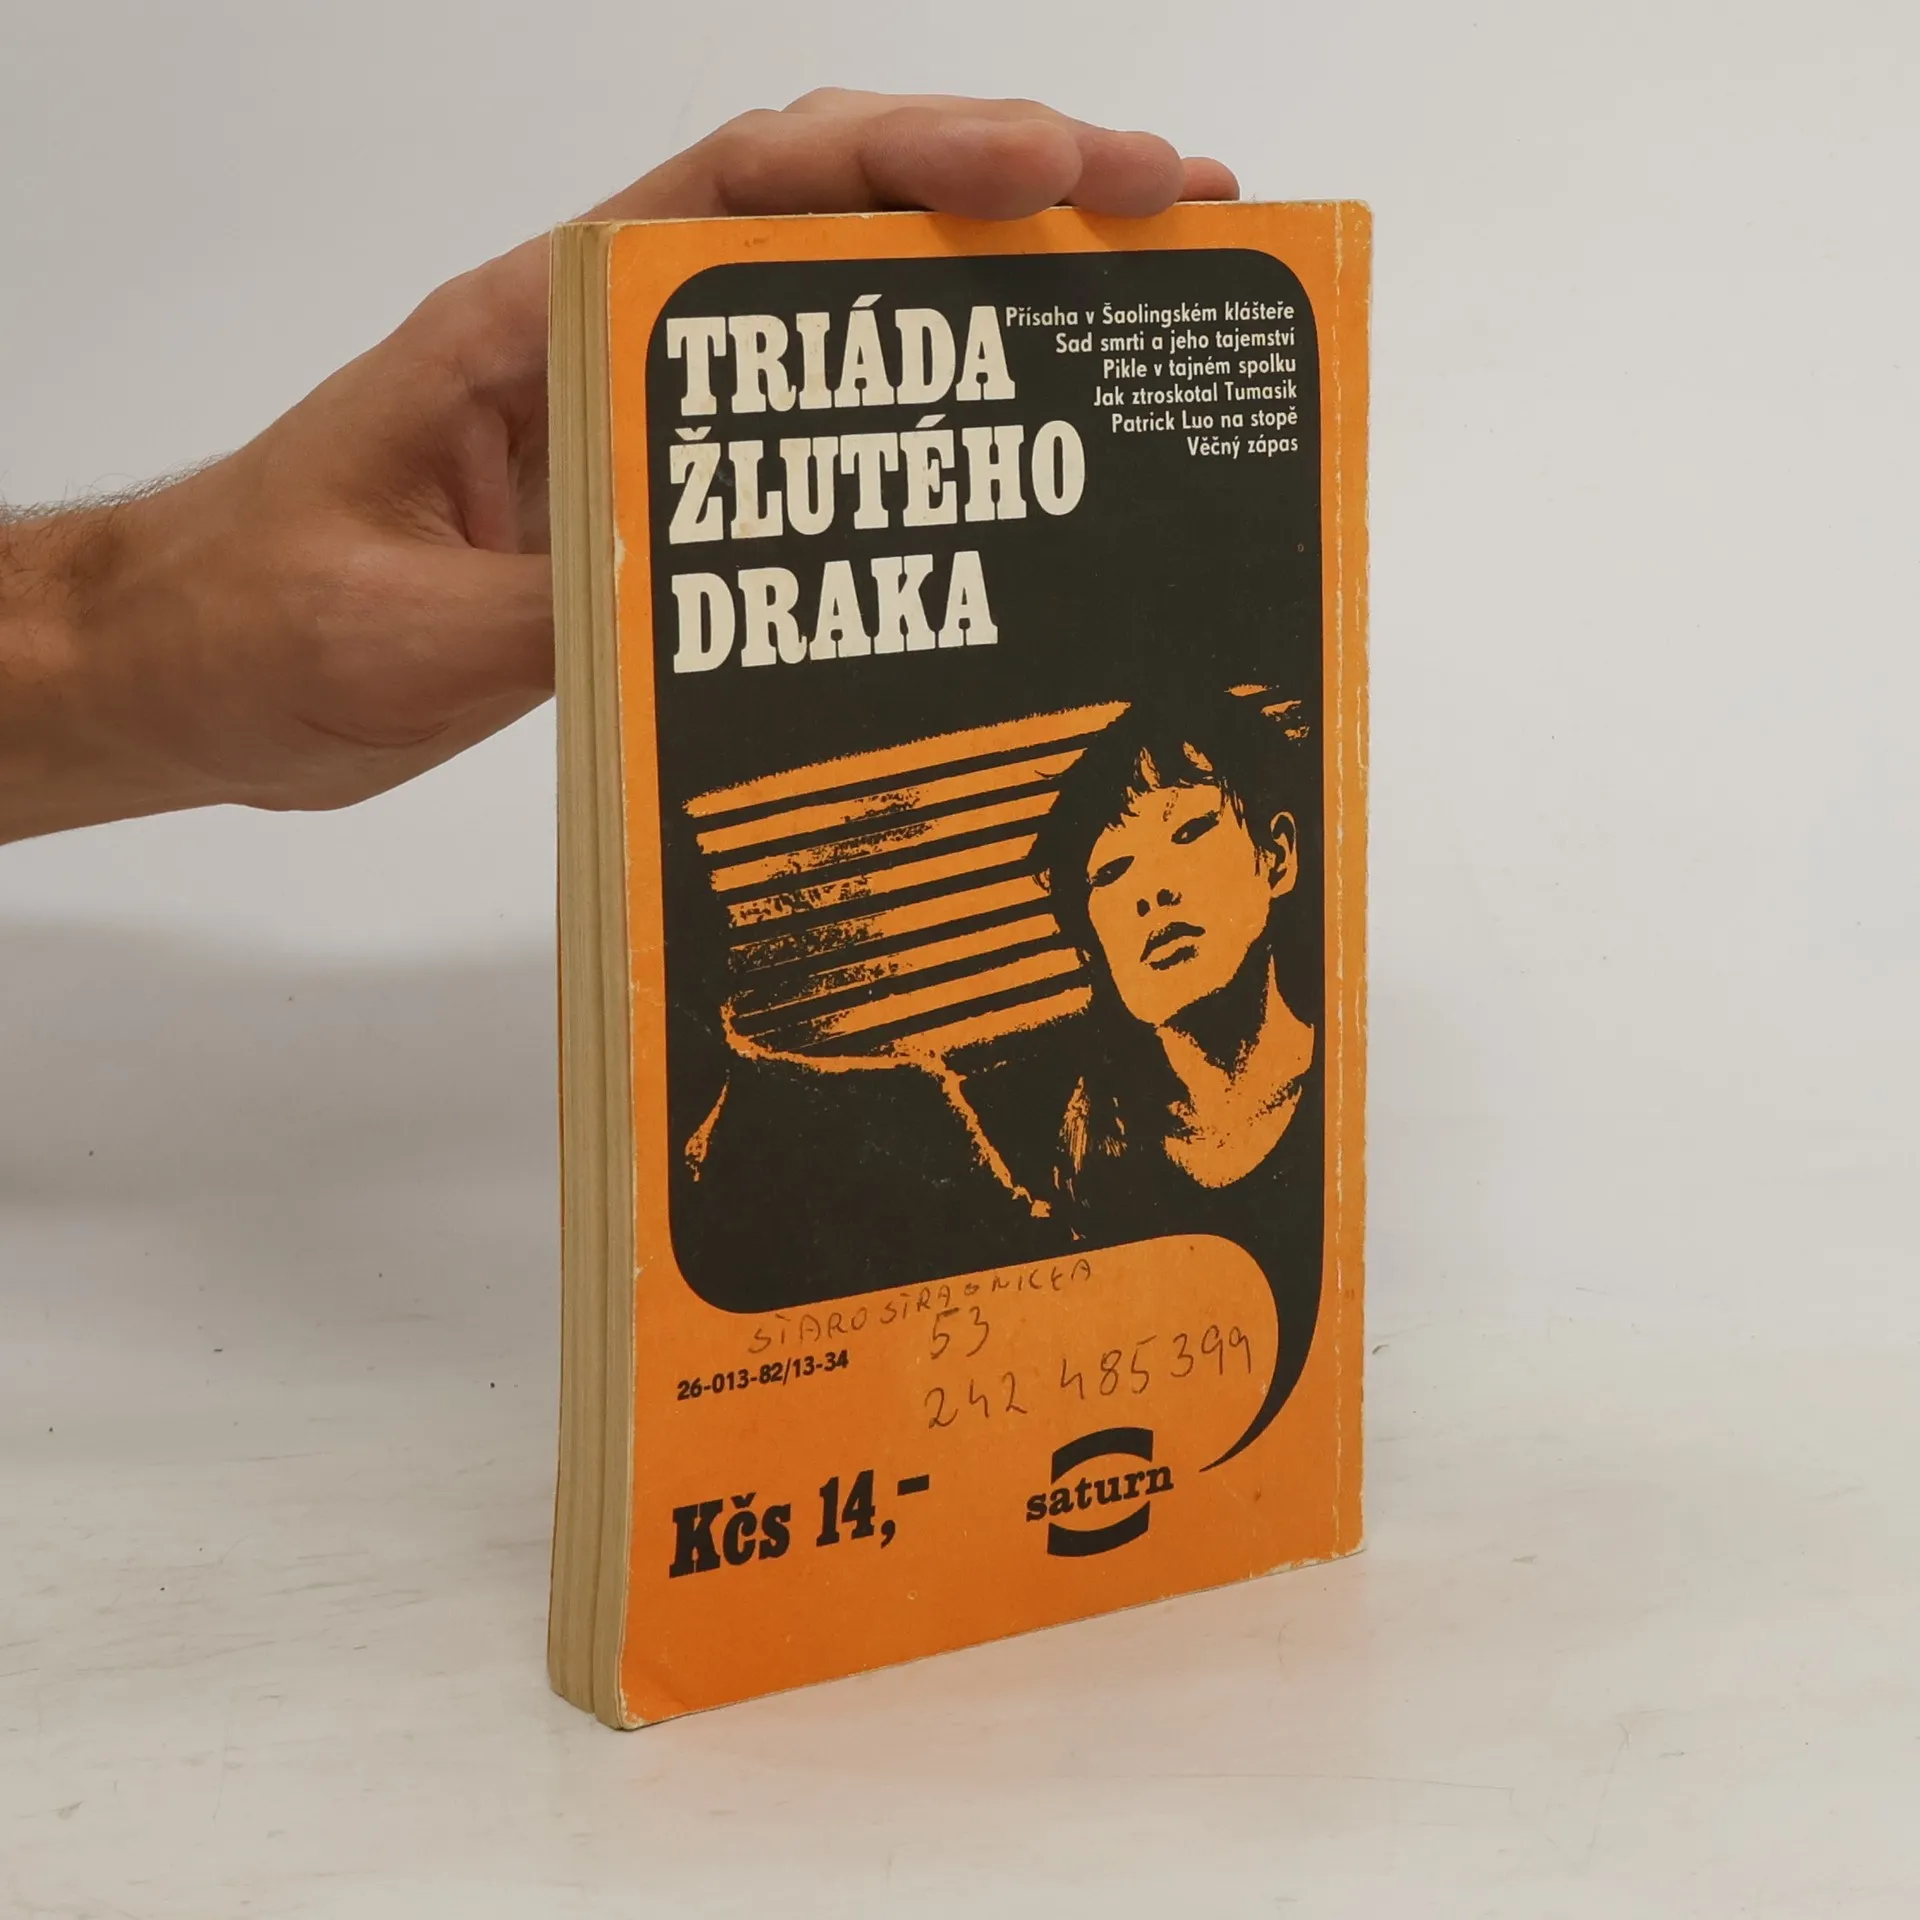 TRIÁDA
ŽLUTÉHO
DRAKA
Přísaha v Šaolingském klášteře
Sad smrti a jeho tajemství
Pikle v tajném spolku
Jak ztroskotal Tumasik
Patrick Luo na stopě
Věčný zápas
53
26-013-82/13-34
242 485399
Kčs 14,-
saturn